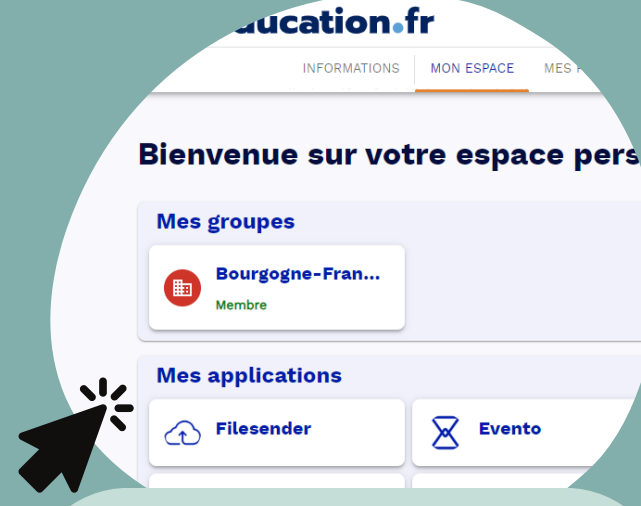 ducation.fr
INFORMATIONS MON ESPACE MES
Bienvenue sur votre espace pers
Mes groupes
Bourgogne-Fran...
Membre
Mes applications
Filesender Evento